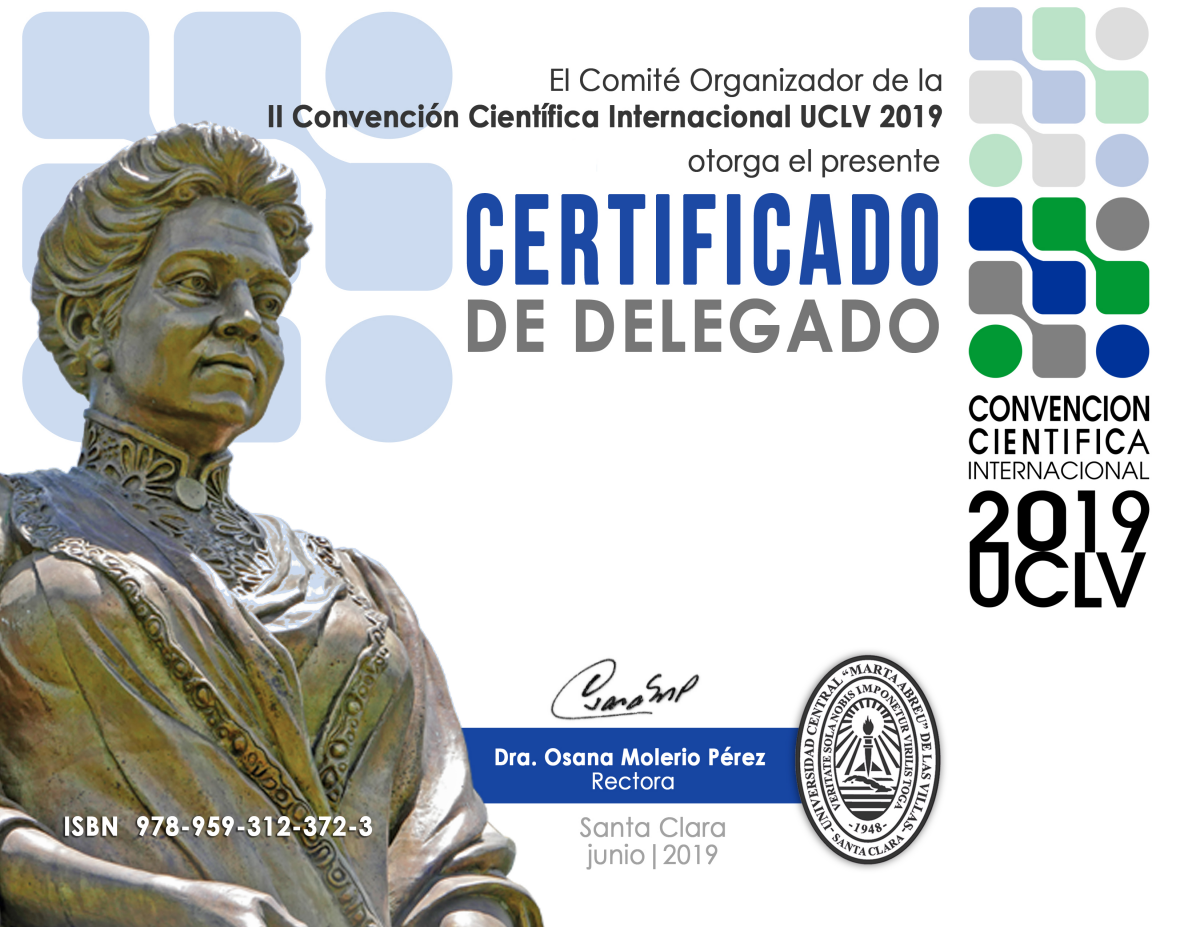 El Comité Organizador de la
II Convención Científica Internacional UCLV 2019
otorga el presente
CERTIFICADO
DE DELEGADO
CONVENCION
CIENTIFICA
INTERNACIONAL
2019
UCLV
Dra. Osana Molerio Pérez
Rectora
Santa Clara
junio|2019
ISBN 978-959-312-372-3
UNIVERSIDAD CENTRAL "MARTA ABREU" DE LAS VILLAS
VERITATE SOLA NOBIS IMPONETUR VIRILIS TOGA
-1948-
SANTA CLARA